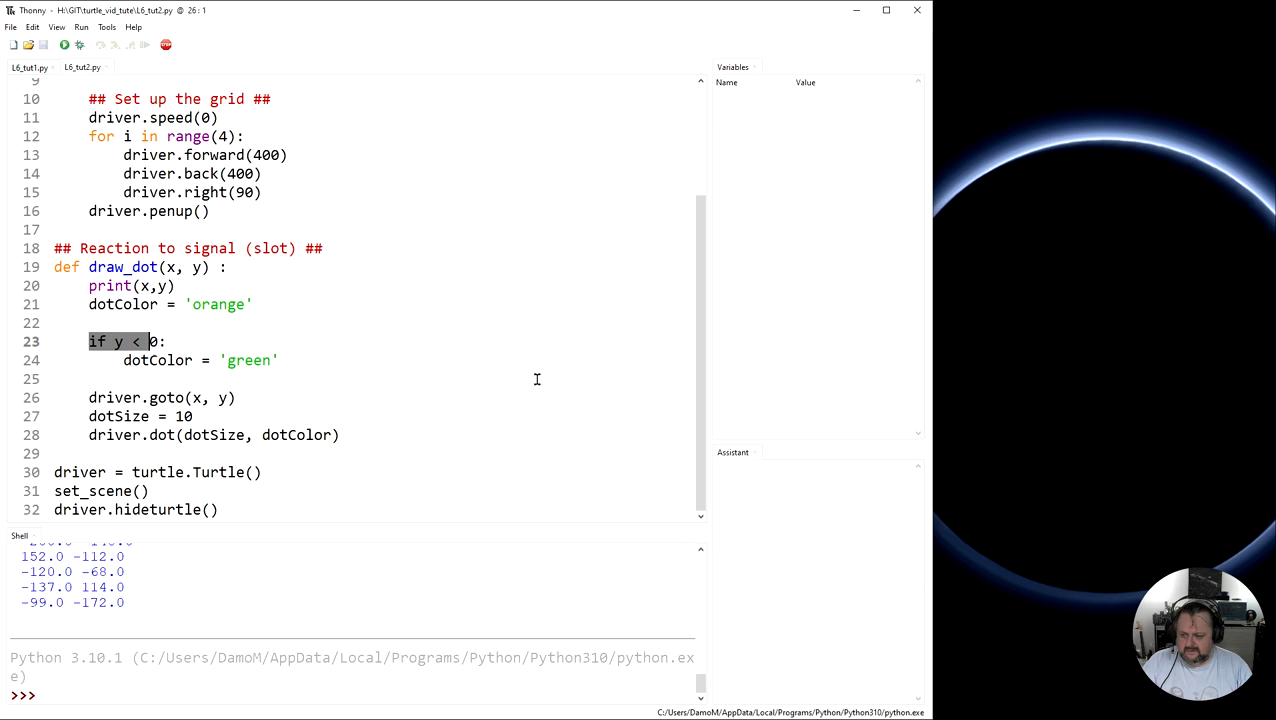 Thonny - H:\GIT\turtle_vid_tute\L6_tut2.py @ 26 : 1
File Edit View Run Tools Help
L6_tut1.py L6_tut2.py
9
10 ## Set up the grid ##
11 driver.speed(0)
12 for i in range(4):
13 driver.forward(400)
14 driver.back(400)
15 driver.right(90)
16 driver.penup()
17
18 ## Reaction to signal (slot) ##
19 def draw_dot(x, y) :
20 print(x,y)
21 dotColor = 'orange'
22
23 if y < 0:
24 dotColor = 'green'
25
26 driver.goto(x, y)
27 dotSize = 10
28 driver.dot(dotSize, dotColor)
29
30 driver = turtle.Turtle()
31 set_scene()
32 driver.hideturtle()
Shell
152.0 -112.0
-120.0 -68.0
-137.0 114.0
-99.0 -172.0
Python 3.10.1 (C:/Users/DamoM/AppData/Local/Programs/Python/Python310/python.ex
e)
>>>
Variables
Name Value
Assistant
C:/Users/DamoM/AppData/Local/Programs/Python/Python310/python.exe